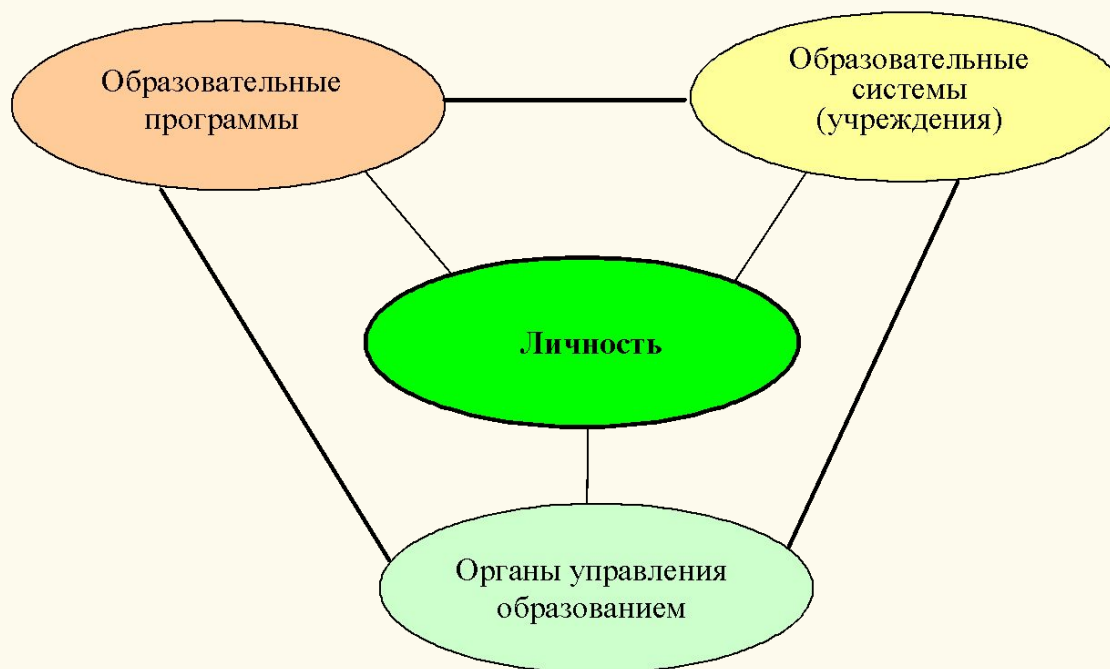 Образовательные
программы
Образовательные
системы
(учреждения)
Личность
Органы управления
образованием